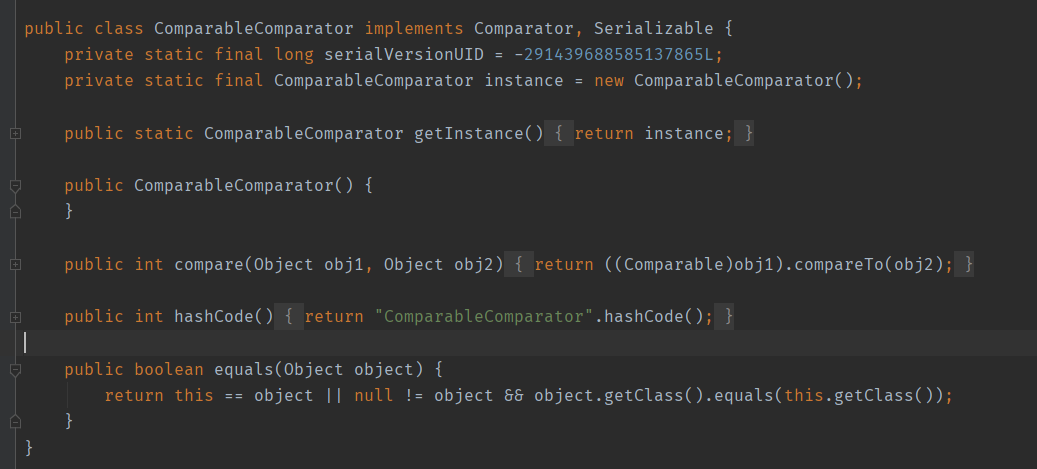 public class ComparableComparator implements Comparator, Serializable {
    private static final long serialVersionUID = -291439688585137865L;
    private static final ComparableComparator instance = new ComparableComparator();
    public static ComparableComparator getInstance() { return instance; }
    public ComparableComparator() {
    }
    public int compare(Object obj1, Object obj2) { return ((Comparable)obj1).compareTo(obj2); }
    public int hashCode() { return "ComparableComparator".hashCode(); }
    public boolean equals(Object object) {
        return this == object || null != object && object.getClass().equals(this.getClass());
    }
}